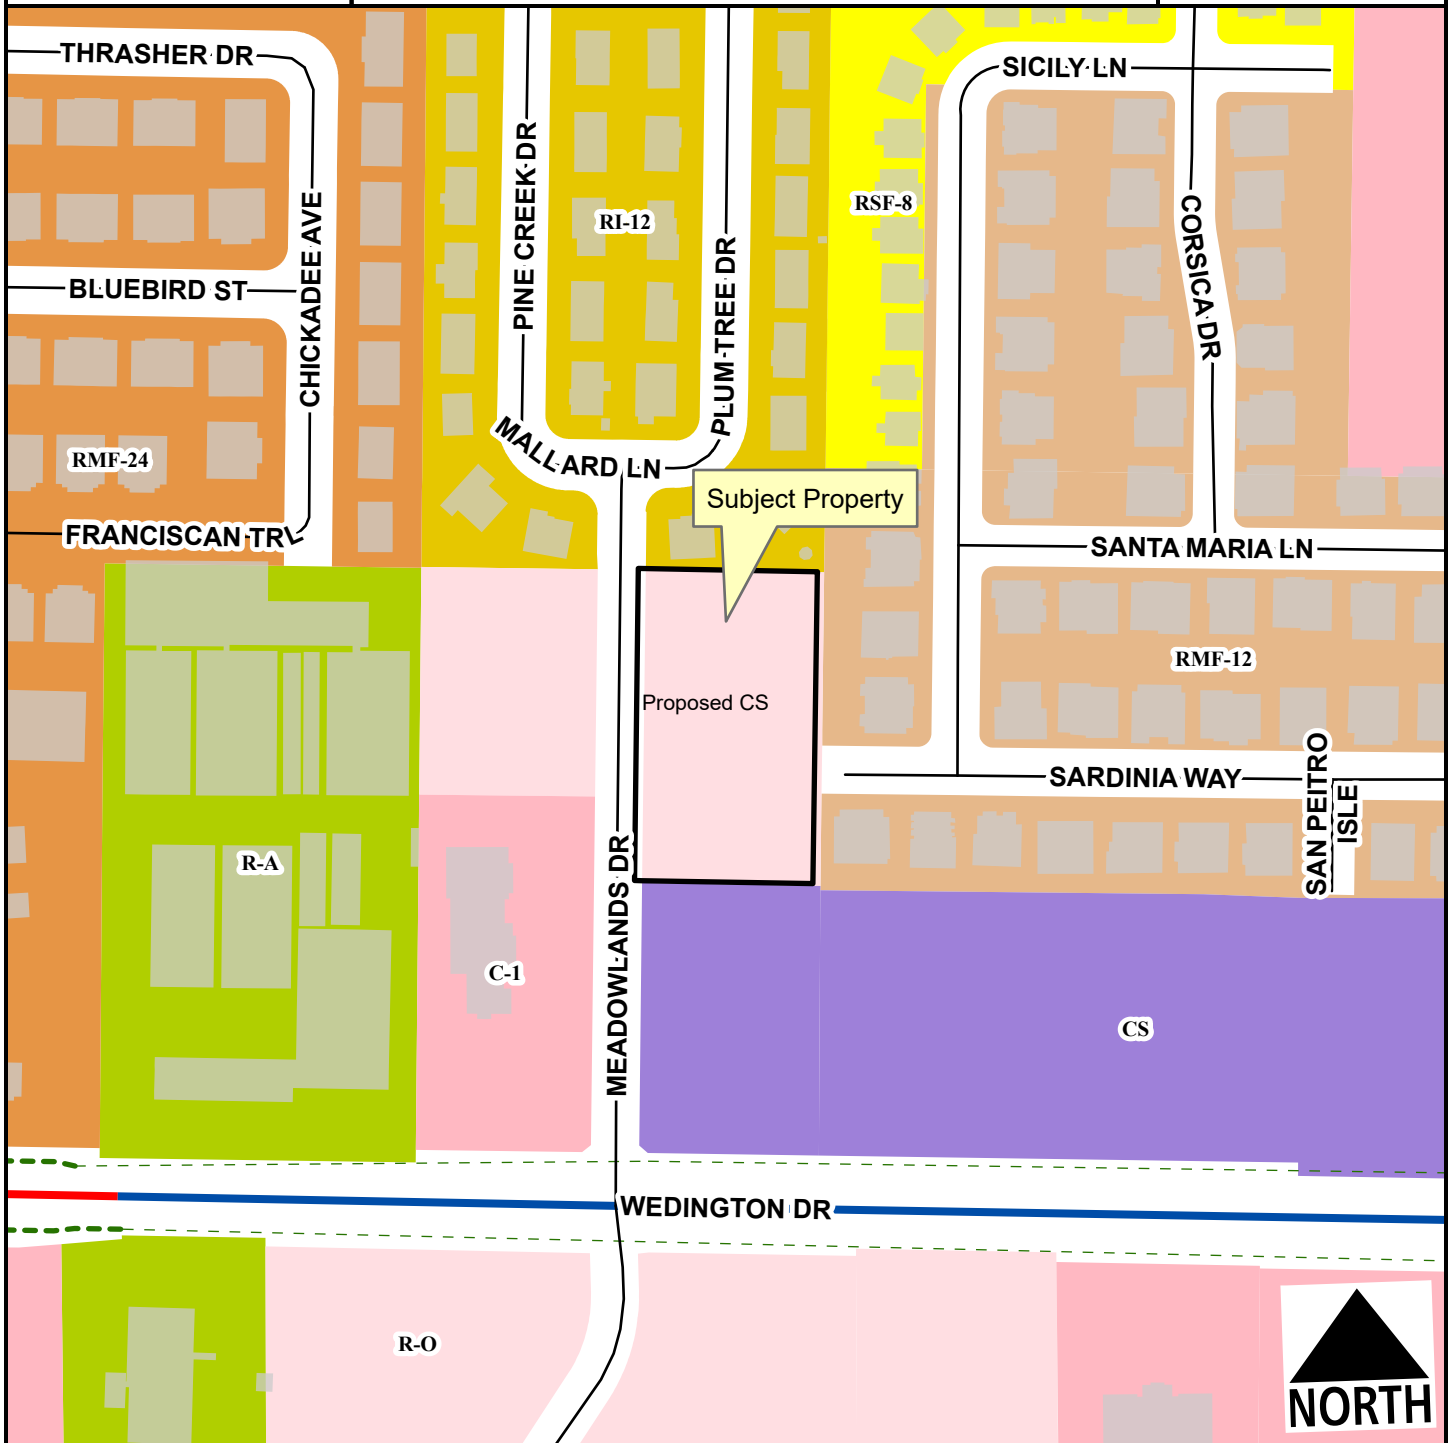 THRASHER DR
SICILY LN
PINE CREEK DR
CHICKADEE AVE
RSF-8
RI-12
CORSICA DR
PLUM TREE DR
BLUEBIRD ST
RMF-24
MALLARD LN
Subject Property
FRANCISCAN TRL
SANTA MARIA LN
RMF-12
Proposed CS
SARDINIA WAY
SAN PEITRO
ISLE
R-A
MEADOWLANDS DR
C-1
CS
WEDINGTON DR
R-O
NORTH